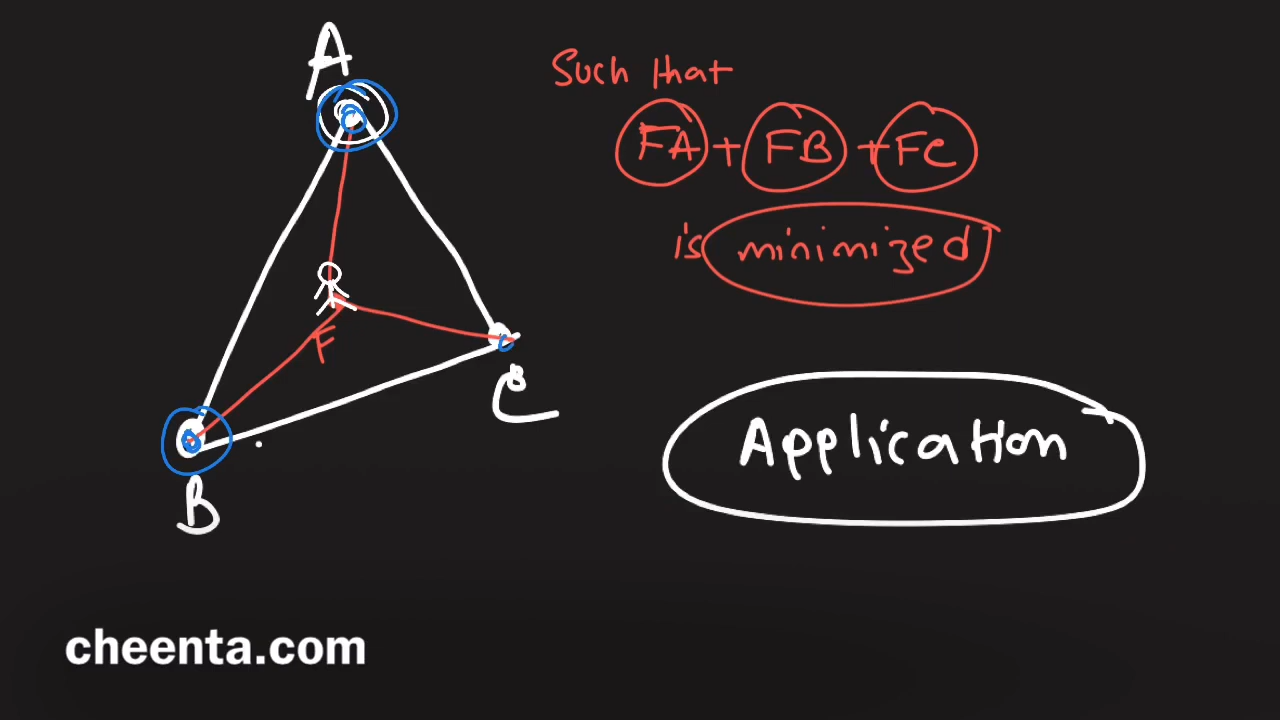 A
Such that
FA + FB + FC
is minimized
F
C
Application
B
cheenta.com